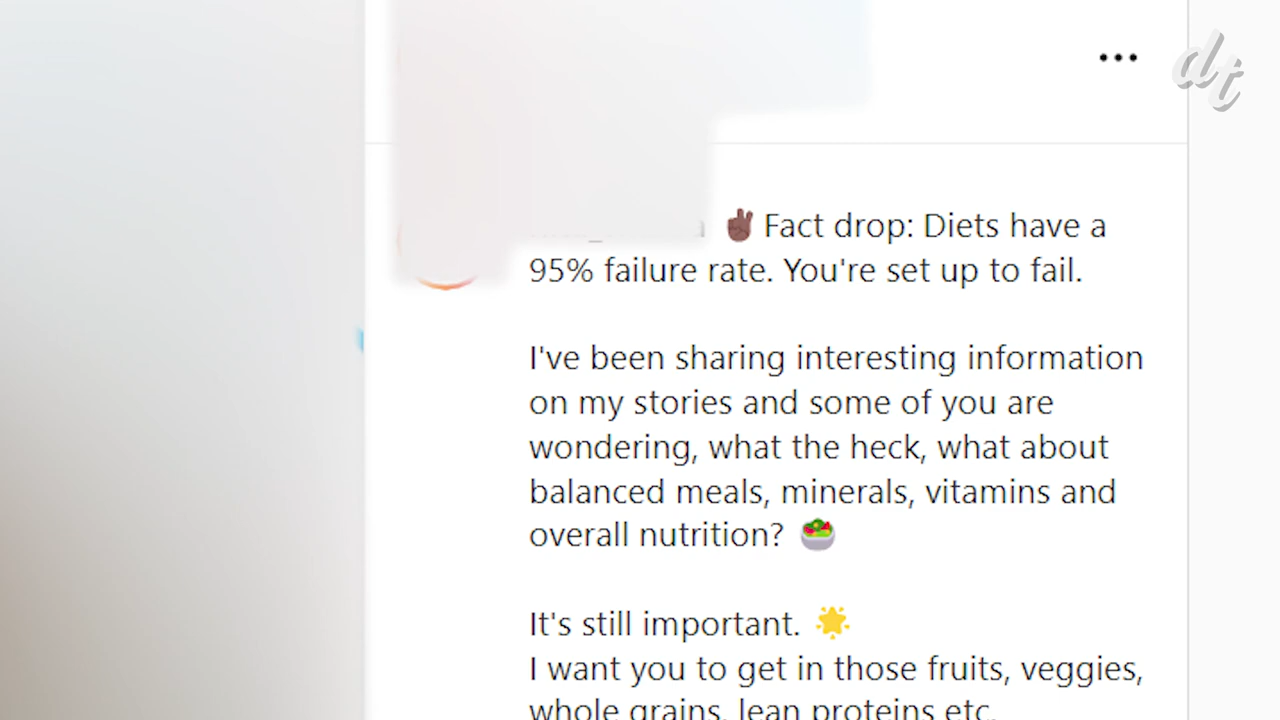 dt
✌🏿 Fact drop: Diets have a
95% failure rate. You're set up to fail.
I've been sharing interesting information
on my stories and some of you are
wondering, what the heck, what about
balanced meals, minerals, vitamins and
overall nutrition? 🥗
It's still important. 🌟
I want you to get in those fruits, veggies,
whole grains, lean proteins etc.